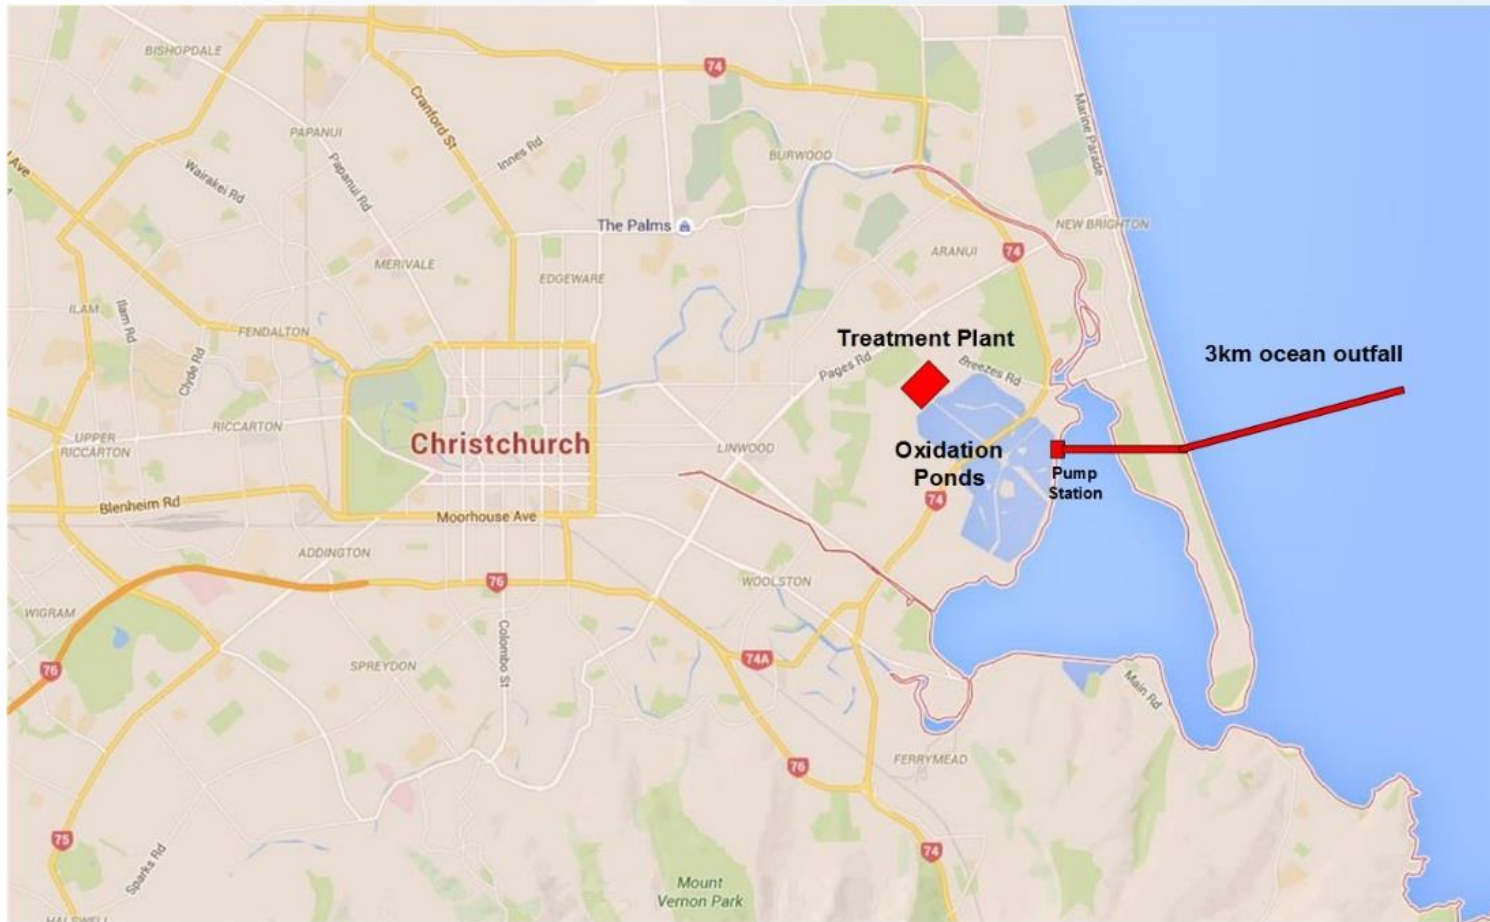 BISHOPDALE
74
Cranford St
Marine Parade
PAPANUI
Innes Rd
BURWOOD
Wairakei Rd
Papanui Rd
The Palms
NEW BRIGHTON
ARANUI
74
MERIVALE
EDGEWARE
ILAM
Ilam Rd
FENDALTON
Clyde Rd
Treatment Plant
3km ocean outfall
Pages Rd
Breezes Rd
RICCARTON
UPPER
RICCARTON
Christchurch
LINWOOD
Oxidation
Ponds
Pump
Station
74
Blenheim Rd
Moorhouse Ave
ADDINGTON
76
WOOLSTON
WIGRAM
Colombo St
76
SPREYDON
74A
Main Rd
76
FERRYMEAD
75
Sparks Rd
74
Mount
Vernon Park
HALSWELL